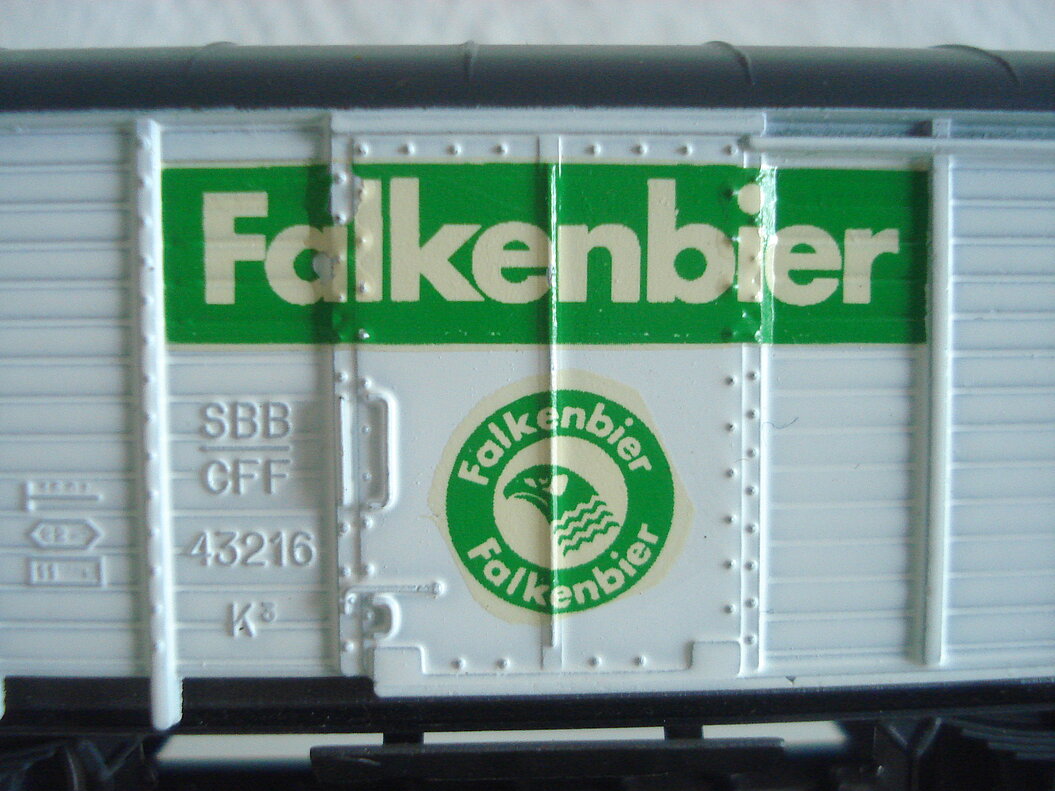 Falkenbier
SBB
CFF
43216
K³
Falkenbier
Falkenbier